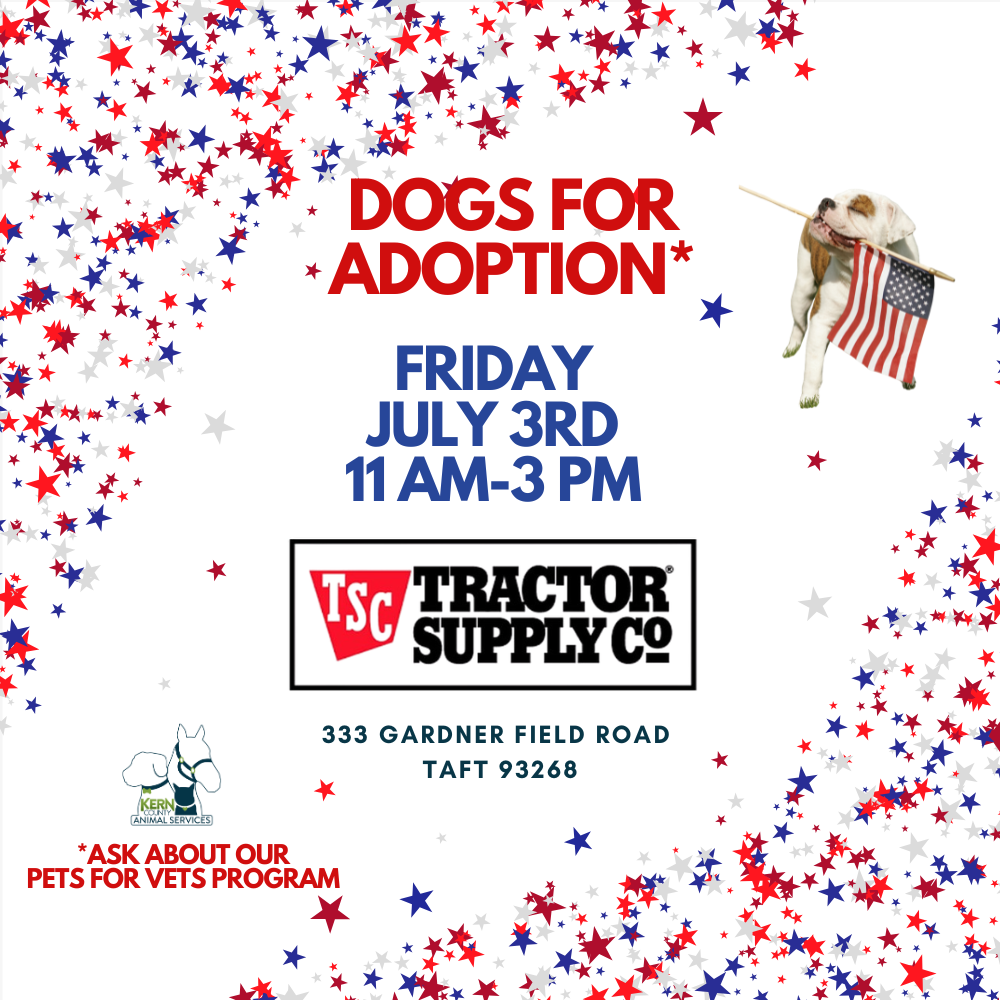 DOGS FOR
ADOPTION*
FRIDAY
JULY 3RD
11 AM-3 PM
TSC TRACTOR®
SUPPLY Co
333 GARDNER FIELD ROAD
TAFT 93268
KERN
COUNTY
ANIMAL SERVICES
*ASK ABOUT OUR
PETS FOR VETS PROGRAM